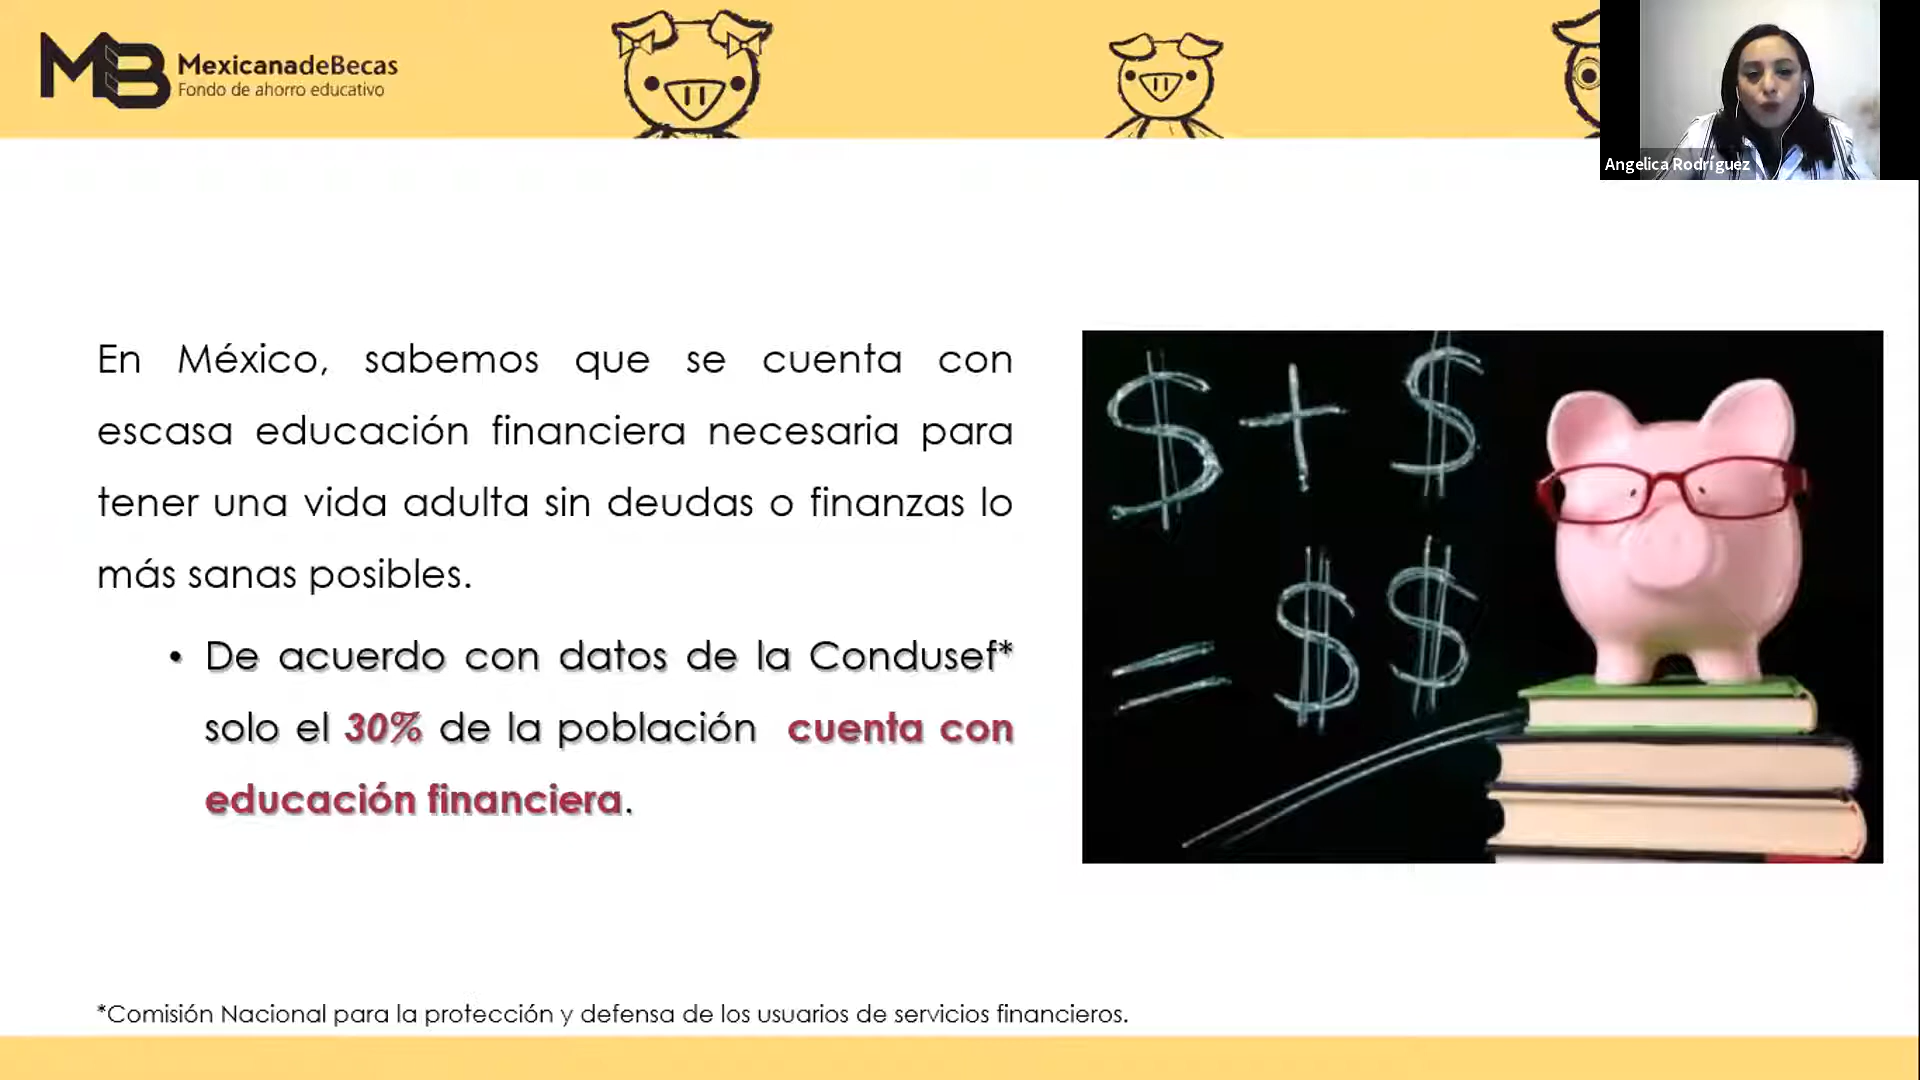 MB MexicanadeBecas
Fondo de ahorro educativo
Angelica Rodríguez
En México, sabemos que se cuenta con
escasa educación financiera necesaria para
tener una vida adulta sin deudas o finanzas lo
más sanas posibles.
• De acuerdo con datos de la Condusef*
solo el 30% de la población cuenta con
educación financiera.
$ + $
= $ $
*Comisión Nacional para la protección y defensa de los usuarios de servicios financieros.